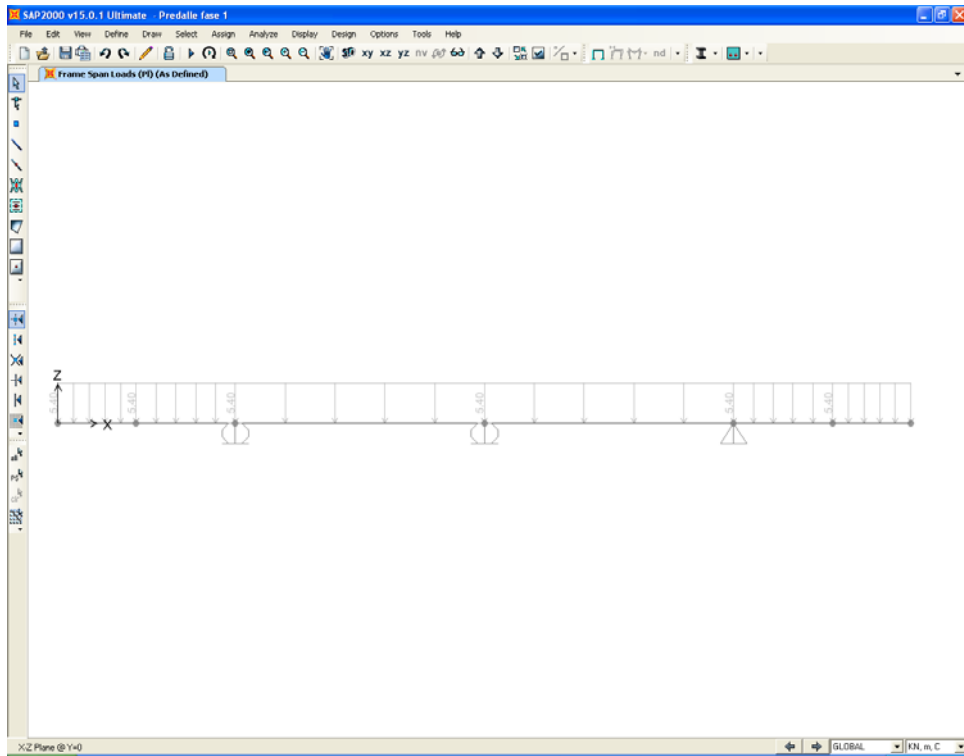 SAP2000 v15.0.1 Ultimate - Predalle fase 1
File Edit View Define Draw Select Assign Analyze Display Design Options Tools Help
xy xz yz nv nd
Frame Span Loads (Pl) (As Defined)
Z
5.40 5.40 5.40 5.40 5.40 5.40
X
all
X-Z Plane @ Y=0 GLOBAL KN, m, C